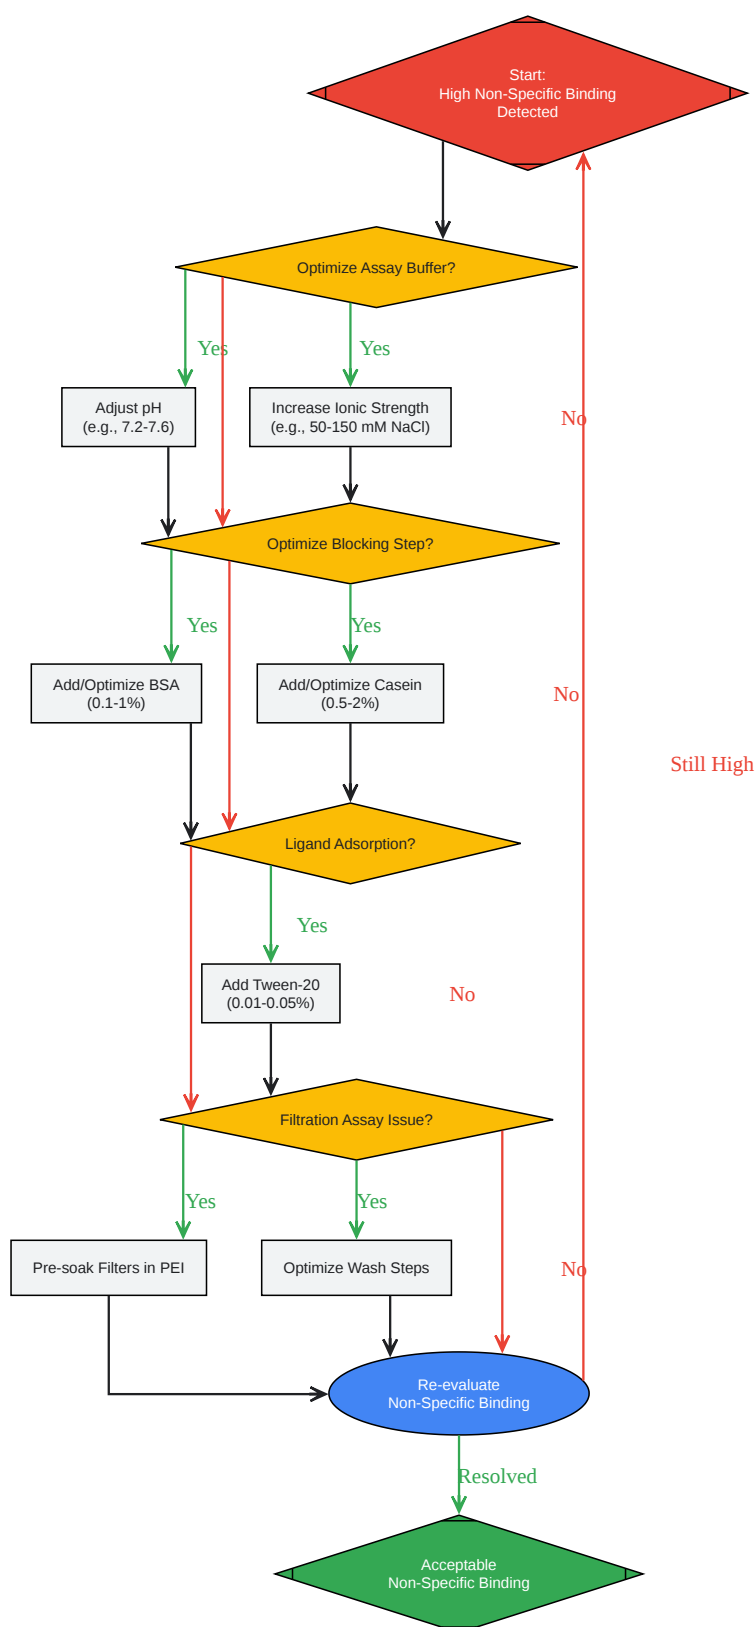 Start:
High Non-Specific Binding
Detected
Optimize Assay Buffer?
Yes
Yes
Adjust pH
(e.g., 7.2-7.6)
Increase Ionic Strength
(e.g., 50-150 mM NaCl)
No
Optimize Blocking Step?
Yes
Yes
Add/Optimize BSA
(0.1-1%)
Add/Optimize Casein
(0.5-2%)
No
Still High
Ligand Adsorption?
Yes
Add Tween-20
(0.01-0.05%)
No
Filtration Assay Issue?
Yes
Yes
Pre-soak Filters in PEI
Optimize Wash Steps
No
Re-evaluate
Non-Specific Binding
Resolved
Acceptable
Non-Specific Binding